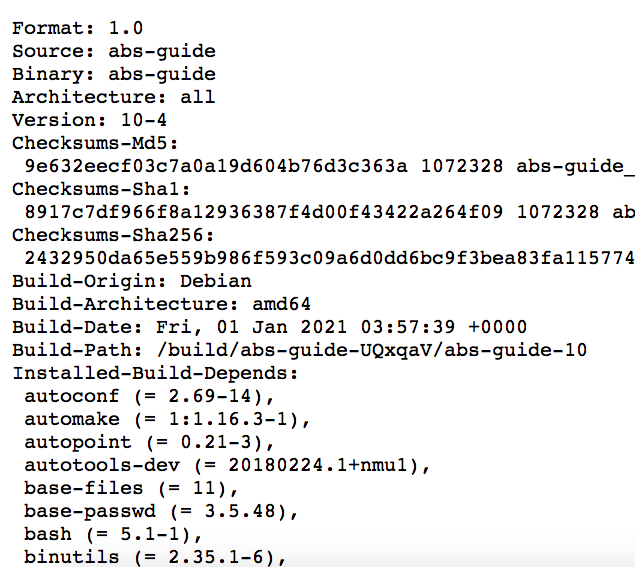 Format: 1.0
Source: abs-guide
Binary: abs-guide
Architecture: all
Version: 10-4
Checksums-Md5:
 9e632eecf03c7a0a19d604b76d3c363a 1072328 abs-guide_
Checksums-Sha1:
 8917c7df966f8a12936387f4d00f43422a264f09 1072328 ab
Checksums-Sha256:
 2432950da65e559b986f593c09a6d0dd6bc9f3bea83fa115774
Build-Origin: Debian
Build-Architecture: amd64
Build-Date: Fri, 01 Jan 2021 03:57:39 +0000
Build-Path: /build/abs-guide-UQxqaV/abs-guide-10
Installed-Build-Depends:
 autoconf (= 2.69-14),
 automake (= 1:1.16.3-1),
 autopoint (= 0.21-3),
 autotools-dev (= 20180224.1+nmu1),
 base-files (= 11),
 base-passwd (= 3.5.48),
 bash (= 5.1-1),
 binutils (= 2.35.1-6),